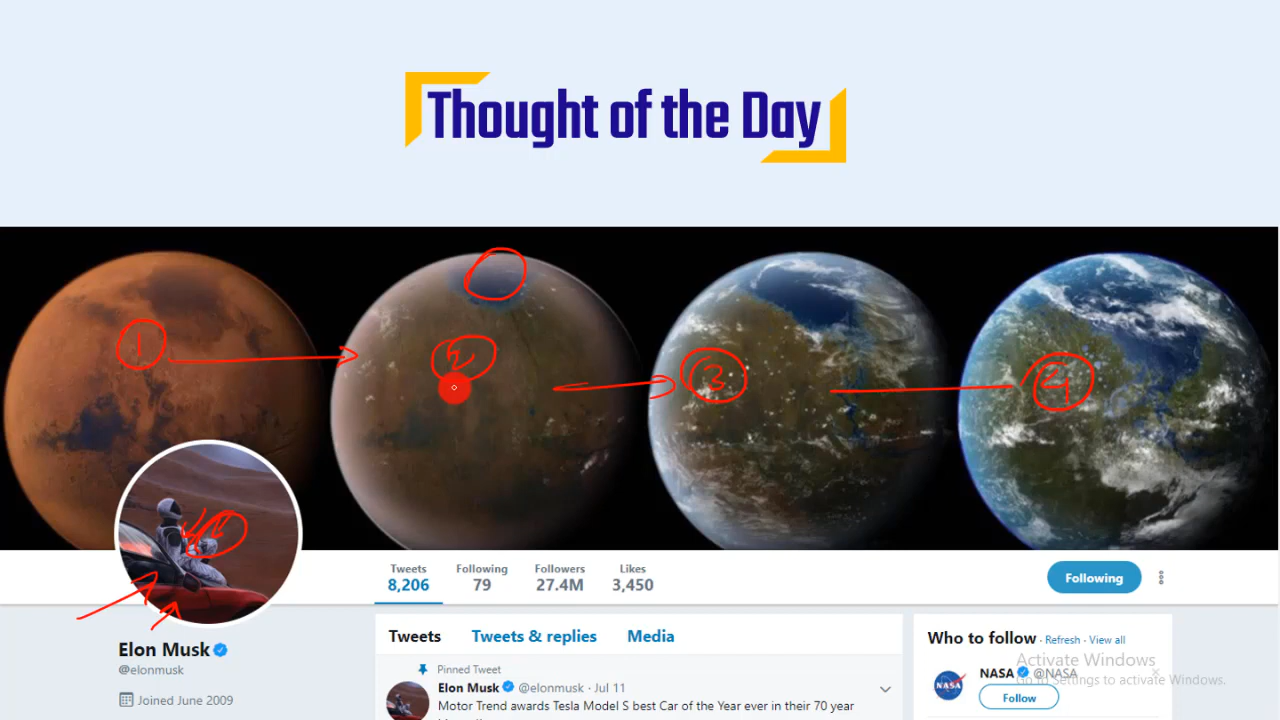 Thought of the Day
1
2
3
4
Tweets Following Followers Likes
8,206 79 27.4M 3,450
Following
Elon Musk
@elonmusk
Joined June 2009
Tweets Tweets & replies Media
Pinned Tweet
Elon Musk @elonmusk · Jul 11
Motor Trend awards Tesla Model S best Car of the Year ever in their 70 year
Who to follow · Refresh · View all
NASA @NASA
NASA
Follow
Activate Windows
Go to Settings to activate Windows.